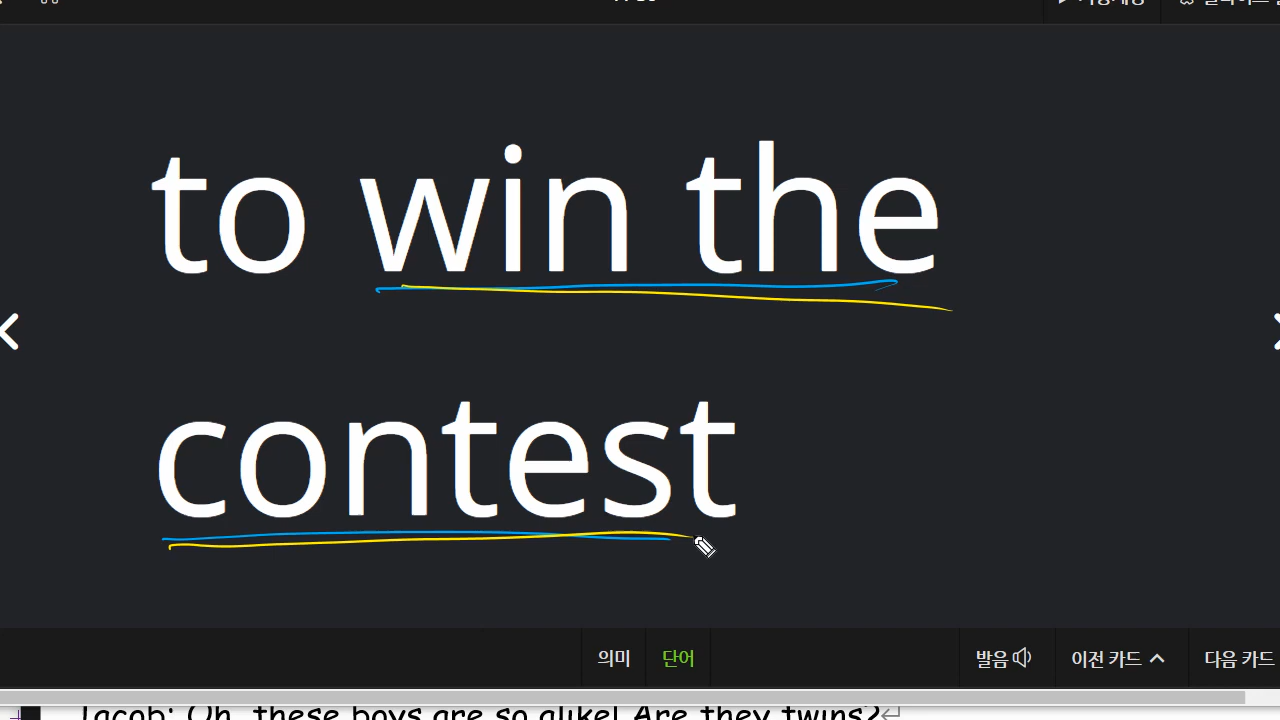 to win the
contest
의미
단어
발음
이전 카드
다음 카드
Jacob: Oh, these boys are so alike! Are they twins?